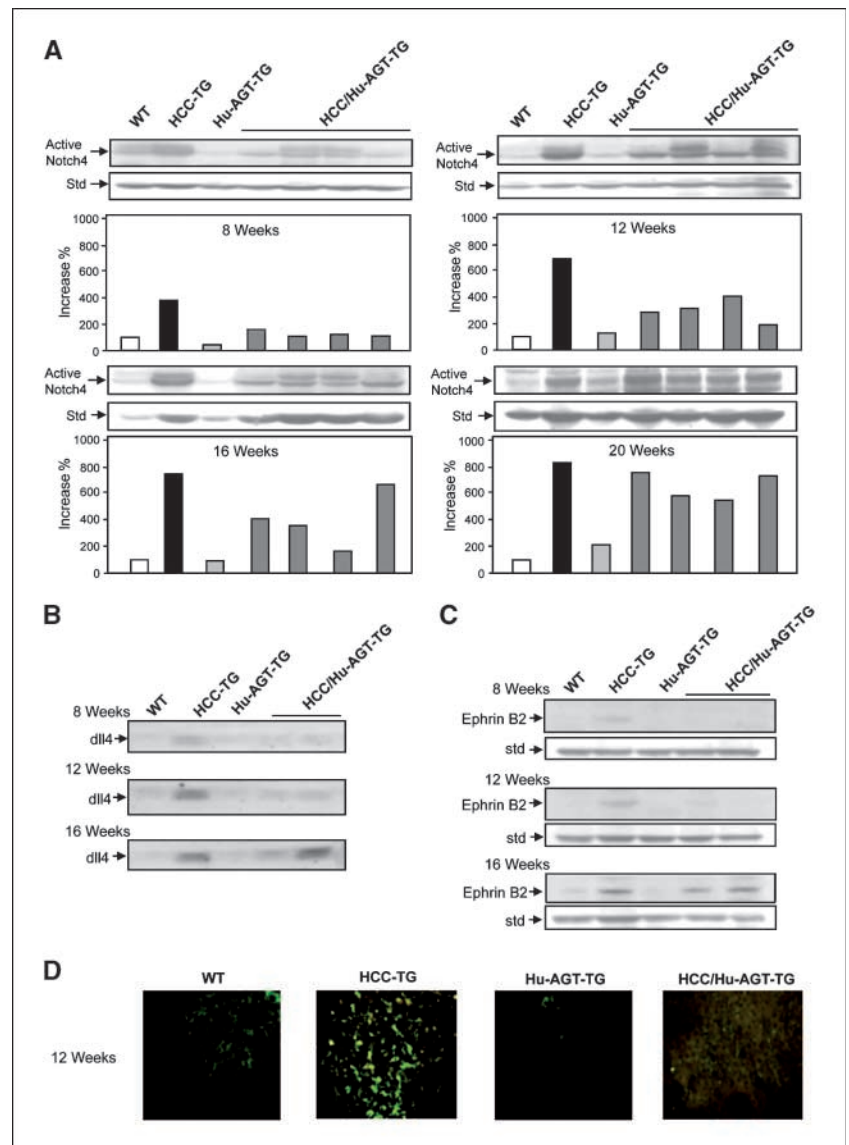 A
WT HCC-TG Hu-AGT-TG HCC/Hu-AGT-TG
Active Notch4
Std
Increase %
1000
800
600
400
200
0
8 Weeks
WT HCC-TG Hu-AGT-TG HCC/Hu-AGT-TG
Active Notch4
Std
Increase %
1000
800
600
400
200
0
12 Weeks
Active Notch4
Std
Increase %
1000
800
600
400
200
0
16 Weeks
Active Notch4
Std
Increase %
1000
800
600
400
200
0
20 Weeks
B
WT HCC-TG Hu-AGT-TG HCC/Hu-AGT-TG
8 Weeks
dll4
12 Weeks
dll4
16 Weeks
dll4
C
WT HCC-TG Hu-AGT-TG HCC/Hu-AGT-TG
8 Weeks
Ephrin B2
std
12 Weeks
Ephrin B2
std
16 Weeks
Ephrin B2
std
D
WT HCC-TG Hu-AGT-TG HCC/Hu-AGT-TG
12 Weeks